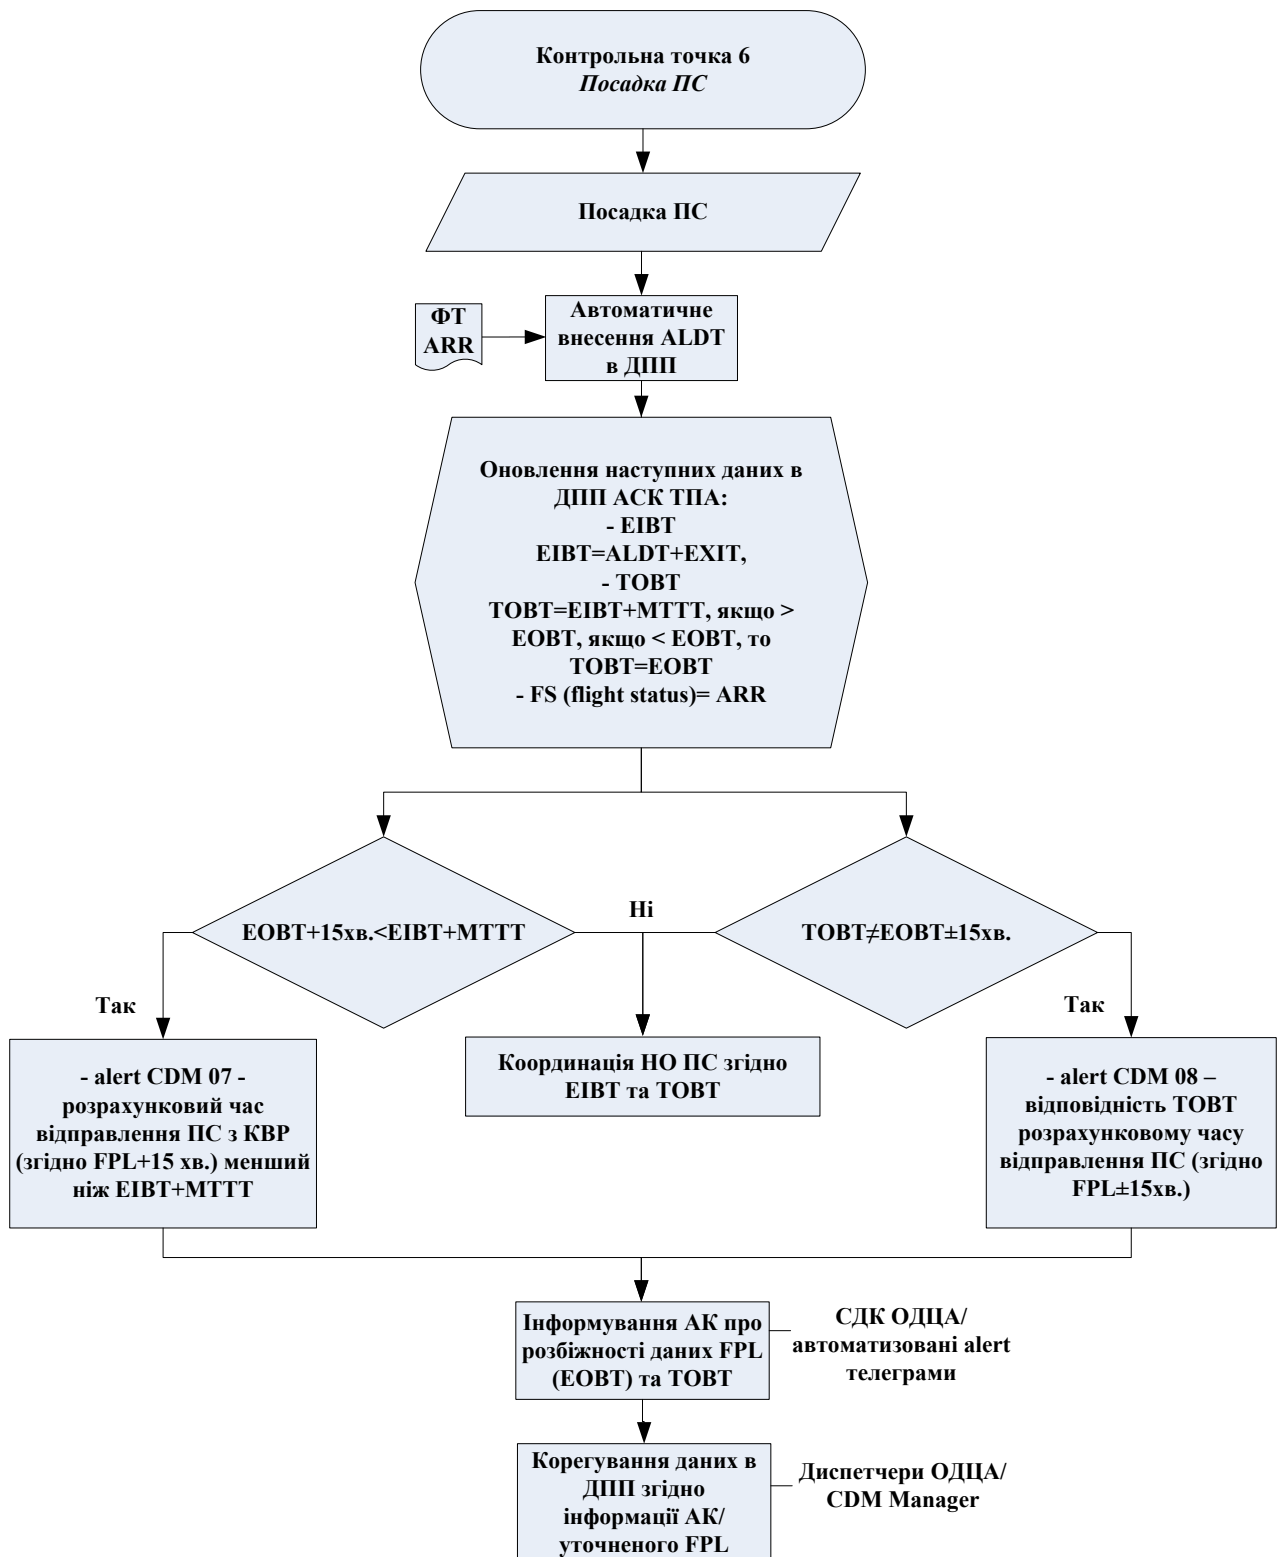 Контрольна точка 6
Посадка ПС
Посадка ПС
ФТ
ARR
Автоматичне
внесення ALDT
в ДПП
Оновлення наступних даних в
ДПП АСК ТПА:
- EIBT
EIBT=ALDT+EXIT,
- TOBT
TOBT=EIBT+MTTT, якщо >
EOBT, якщо < EOBT, то
TOBT=EOBT
- FS (flight status)= ARR
EOBT+15хв.<EIBT+MTTT
Ні
TOBT≠EOBT±15хв.
Так
Так
- alert CDM 07 -
розрахунковий час
відправлення ПС з КВР
(згідно FPL+15 хв.) менший
ніж EIBT+MTTT
Координація НО ПС згідно
EIBT та TOBT
- alert CDM 08 –
відповідність TOBT
розрахунковому часу
відправлення ПС (згідно
FPL±15хв.)
Інформування АК про
розбіжності даних FPL
(EOBT) та TOBT
СДК ОДЦА/
автоматизовані alert
телеграми
Корегування даних в
ДПП згідно
інформації АК/
уточненого FPL
Диспетчери ОДЦА/
CDM Manager